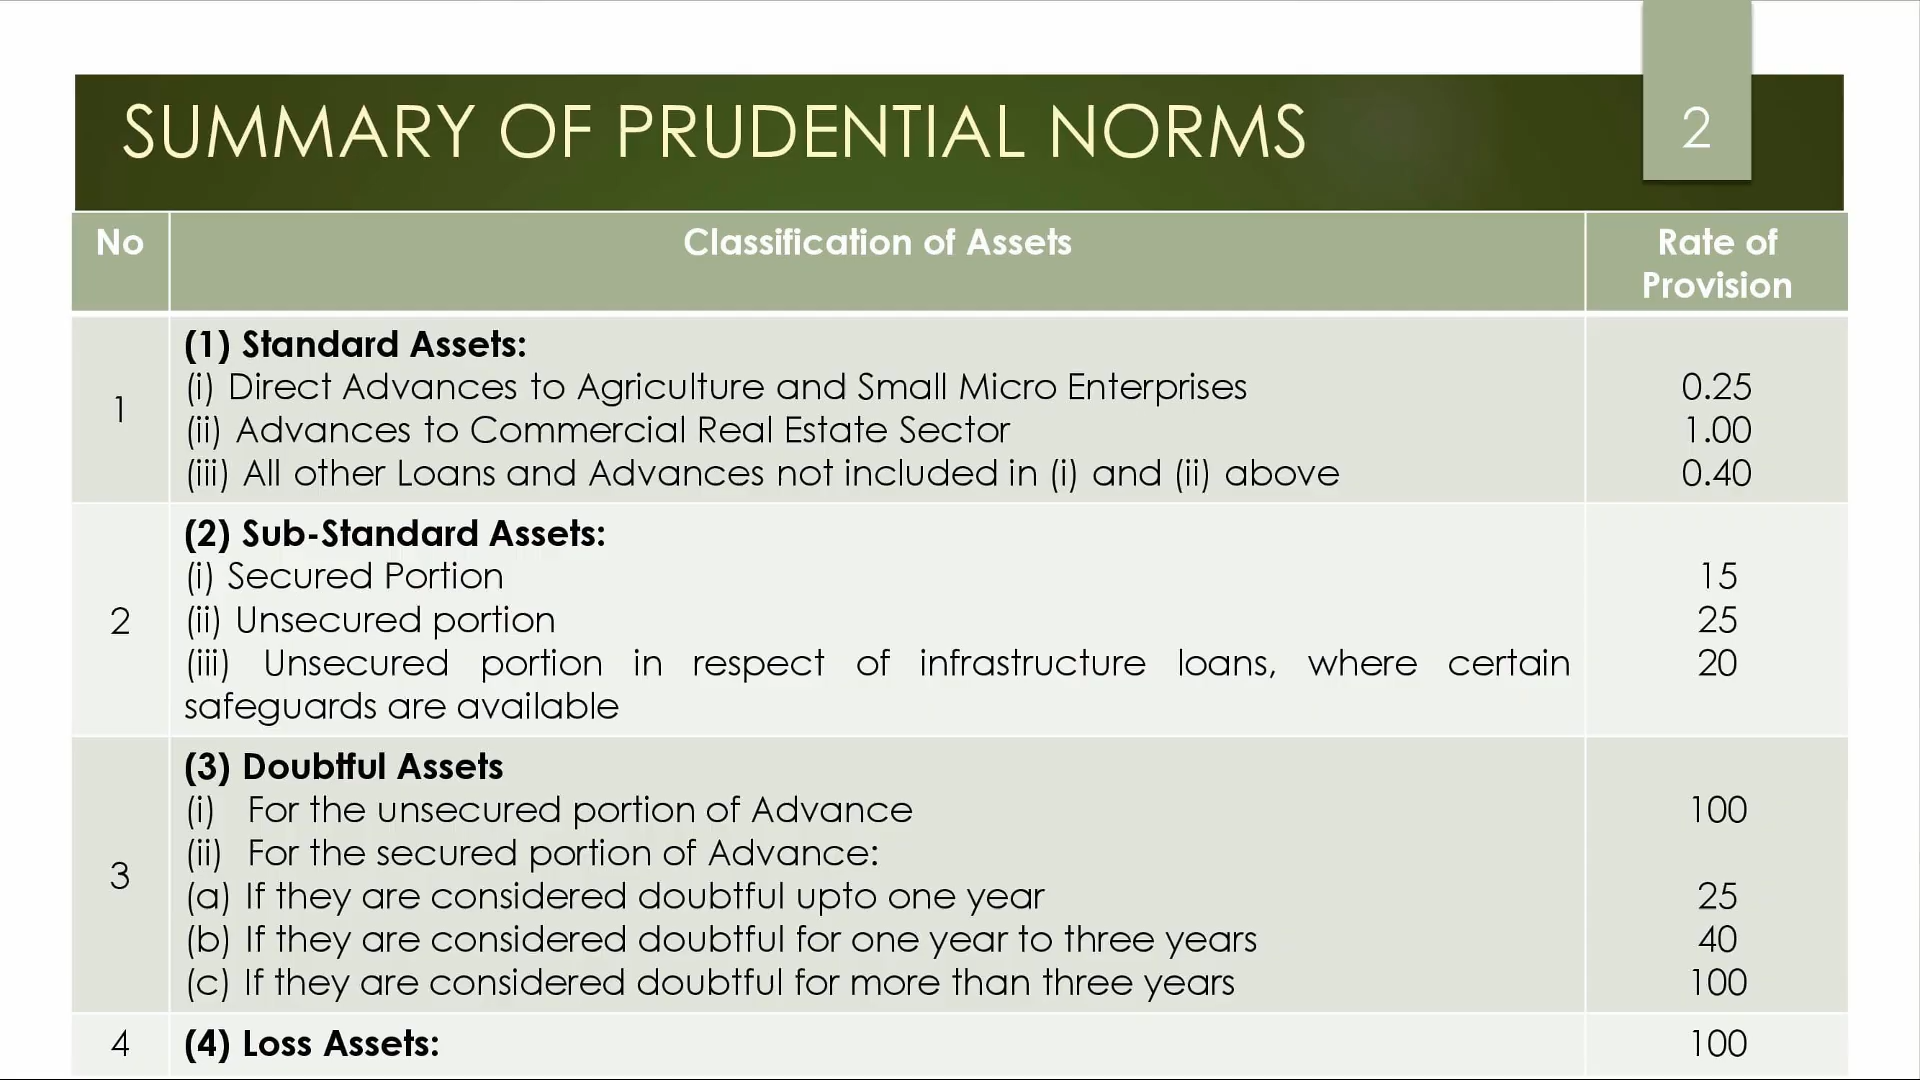 SUMMARY OF PRUDENTIAL NORMS
2
No
Classification of Assets
Rate of
Provision
1
(1) Standard Assets:
(i) Direct Advances to Agriculture and Small Micro Enterprises
0.25
(ii) Advances to Commercial Real Estate Sector
1.00
(iii) All other Loans and Advances not included in (i) and (ii) above
0.40
2
(2) Sub-Standard Assets:
(i) Secured Portion
15
(ii) Unsecured portion
25
(iii) Unsecured portion in respect of infrastructure loans, where certain
20
safeguards are available
3
(3) Doubtful Assets
(i) For the unsecured portion of Advance
100
(ii) For the secured portion of Advance:
(a) If they are considered doubtful upto one year
25
(b) If they are considered doubtful for one year to three years
40
(c) If they are considered doubtful for more than three years
100
4
(4) Loss Assets:
100